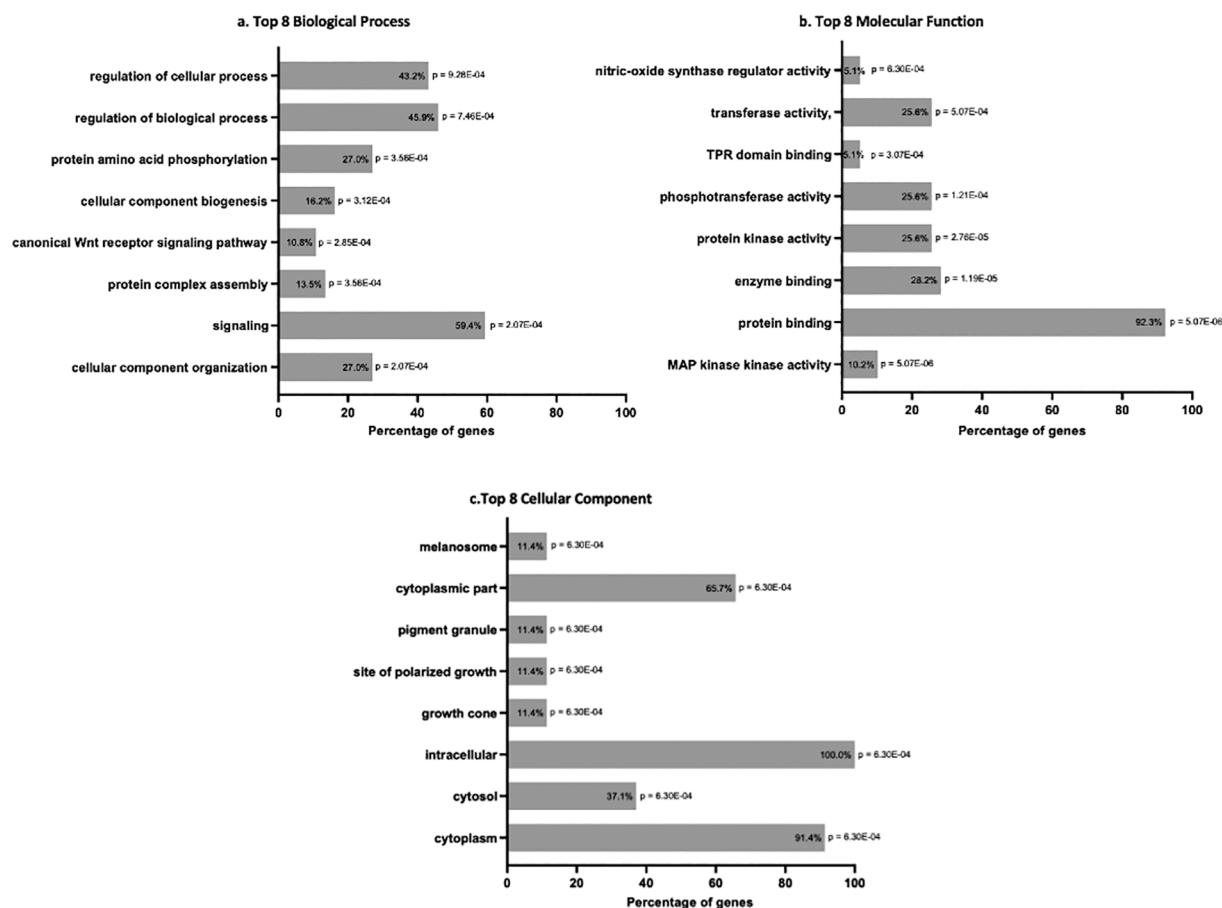 a. Top 8 Biological Process
regulation of cellular process 43.2% p = 9.28E-04
regulation of biological process 45.9% p = 7.46E-04
protein amino acid phosphorylation 27.0% p = 3.56E-04
cellular component biogenesis 16.2% p = 3.12E-04
canonical Wnt receptor signaling pathway 10.8% p = 2.85E-04
protein complex assembly 13.5% p = 3.56E-04
signaling 59.4% p = 2.07E-04
cellular component organization 27.0% p = 2.07E-04
0 20 40 60 80 100
Percentage of genes
b. Top 8 Molecular Function
nitric-oxide synthase regulator activity 5.1% p = 6.30E-04
transferase activity, 25.6% p = 5.07E-04
TPR domain binding 5.1% p = 3.07E-04
phosphotransferase activity 25.6% p = 1.21E-04
protein kinase activity 25.6% p = 2.76E-05
enzyme binding 28.2% p = 1.19E-05
protein binding 92.3% p = 5.07E-06
MAP kinase kinase activity 10.2% p = 5.07E-06
0 20 40 60 80 100
Percentage of genes
c.Top 8 Cellular Component
melanosome 11.4% p = 6.30E-04
cytoplasmic part 65.7% p = 6.30E-04
pigment granule 11.4% p = 6.30E-04
site of polarized growth 11.4% p = 6.30E-04
growth cone 11.4% p = 6.30E-04
intracellular 100.0% p = 6.30E-04
cytosol 37.1% p = 6.30E-04
cytoplasm 91.4% p = 6.30E-04
0 20 40 60 80 100
Percentage of genes